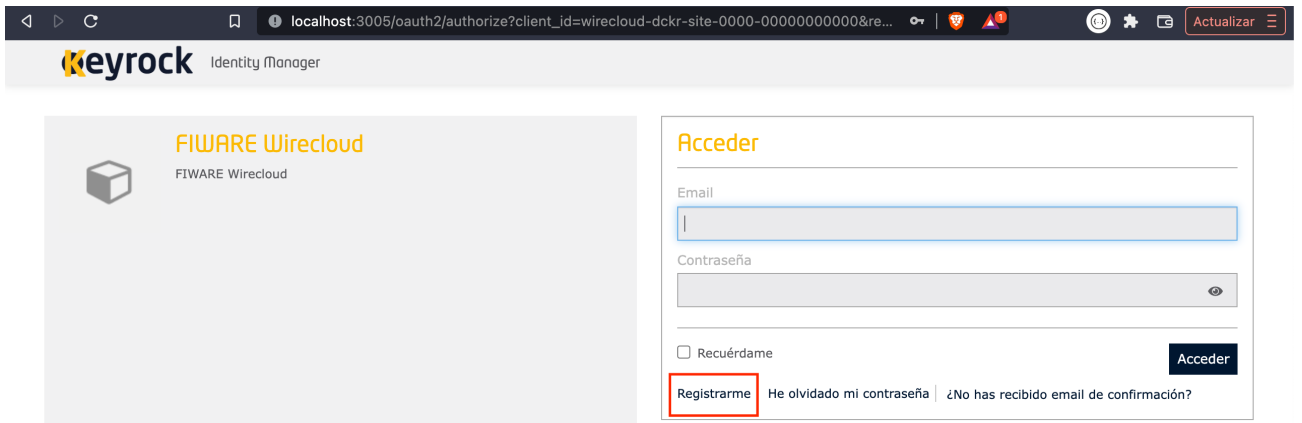 localhost:3005/oauth2/authorize?client_id=wirecloud-dckr-site-0000-00000000000&re...
1
Actualizar
Keyrock Identity Manager
FIWARE Wirecloud
FIWARE Wirecloud
Acceder
Email
Contraseña
Recuérdame
Acceder
Registrarme He olvidado mi contraseña ¿No has recibido email de confirmación?